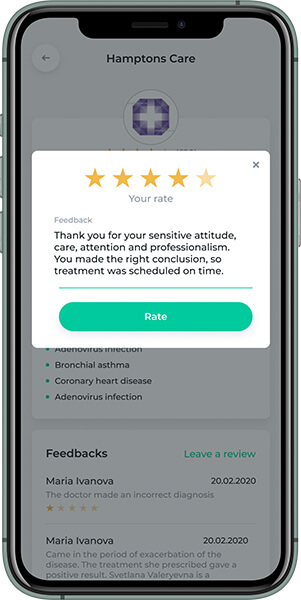 Hamptons Care
Your rate
Feedback
Thank you for your sensitive attitude,
care, attention and professionalism.
You made the right conclusion, so
treatment was scheduled on time.
Rate
Adenovirus infection
Bronchial asthma
Coronary heart disease
Adenovirus infection
Feedbacks Leave a review
Maria Ivanova 20.02.2020
The doctor made an incorrect diagnosis
Maria Ivanova 20.02.2020
Came in the period of exacerbation of the
disease. The treatment she prescribed gave a
positive result. Svetlana Valeryevna is a